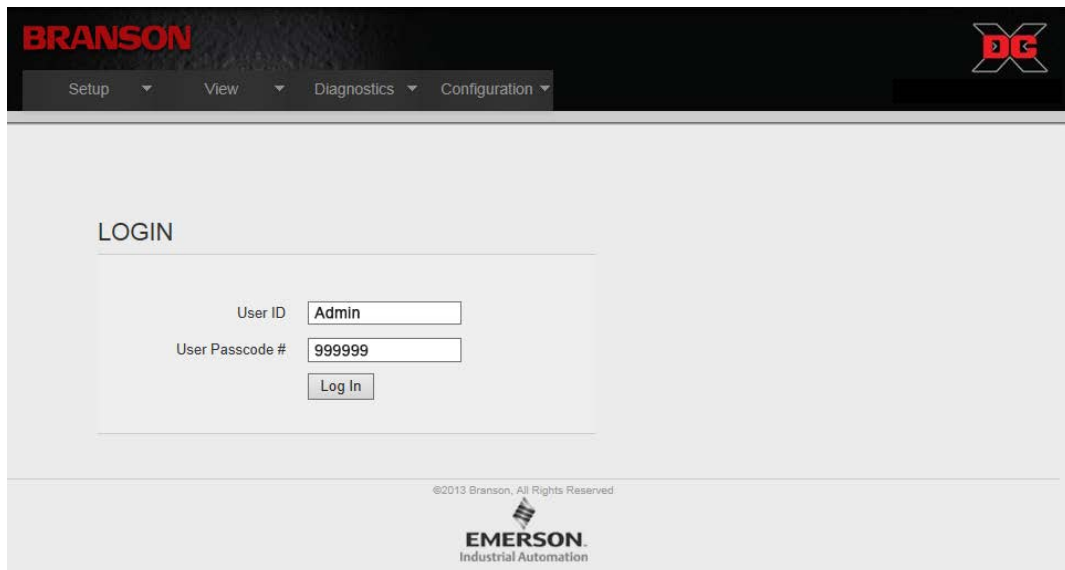 BRANSON
DCX
Setup View Diagnostics Configuration
LOGIN
User ID Admin
User Passcode # 999999
Log In
©2013 Branson, All Rights Reserved
EMERSON.
Industrial Automation